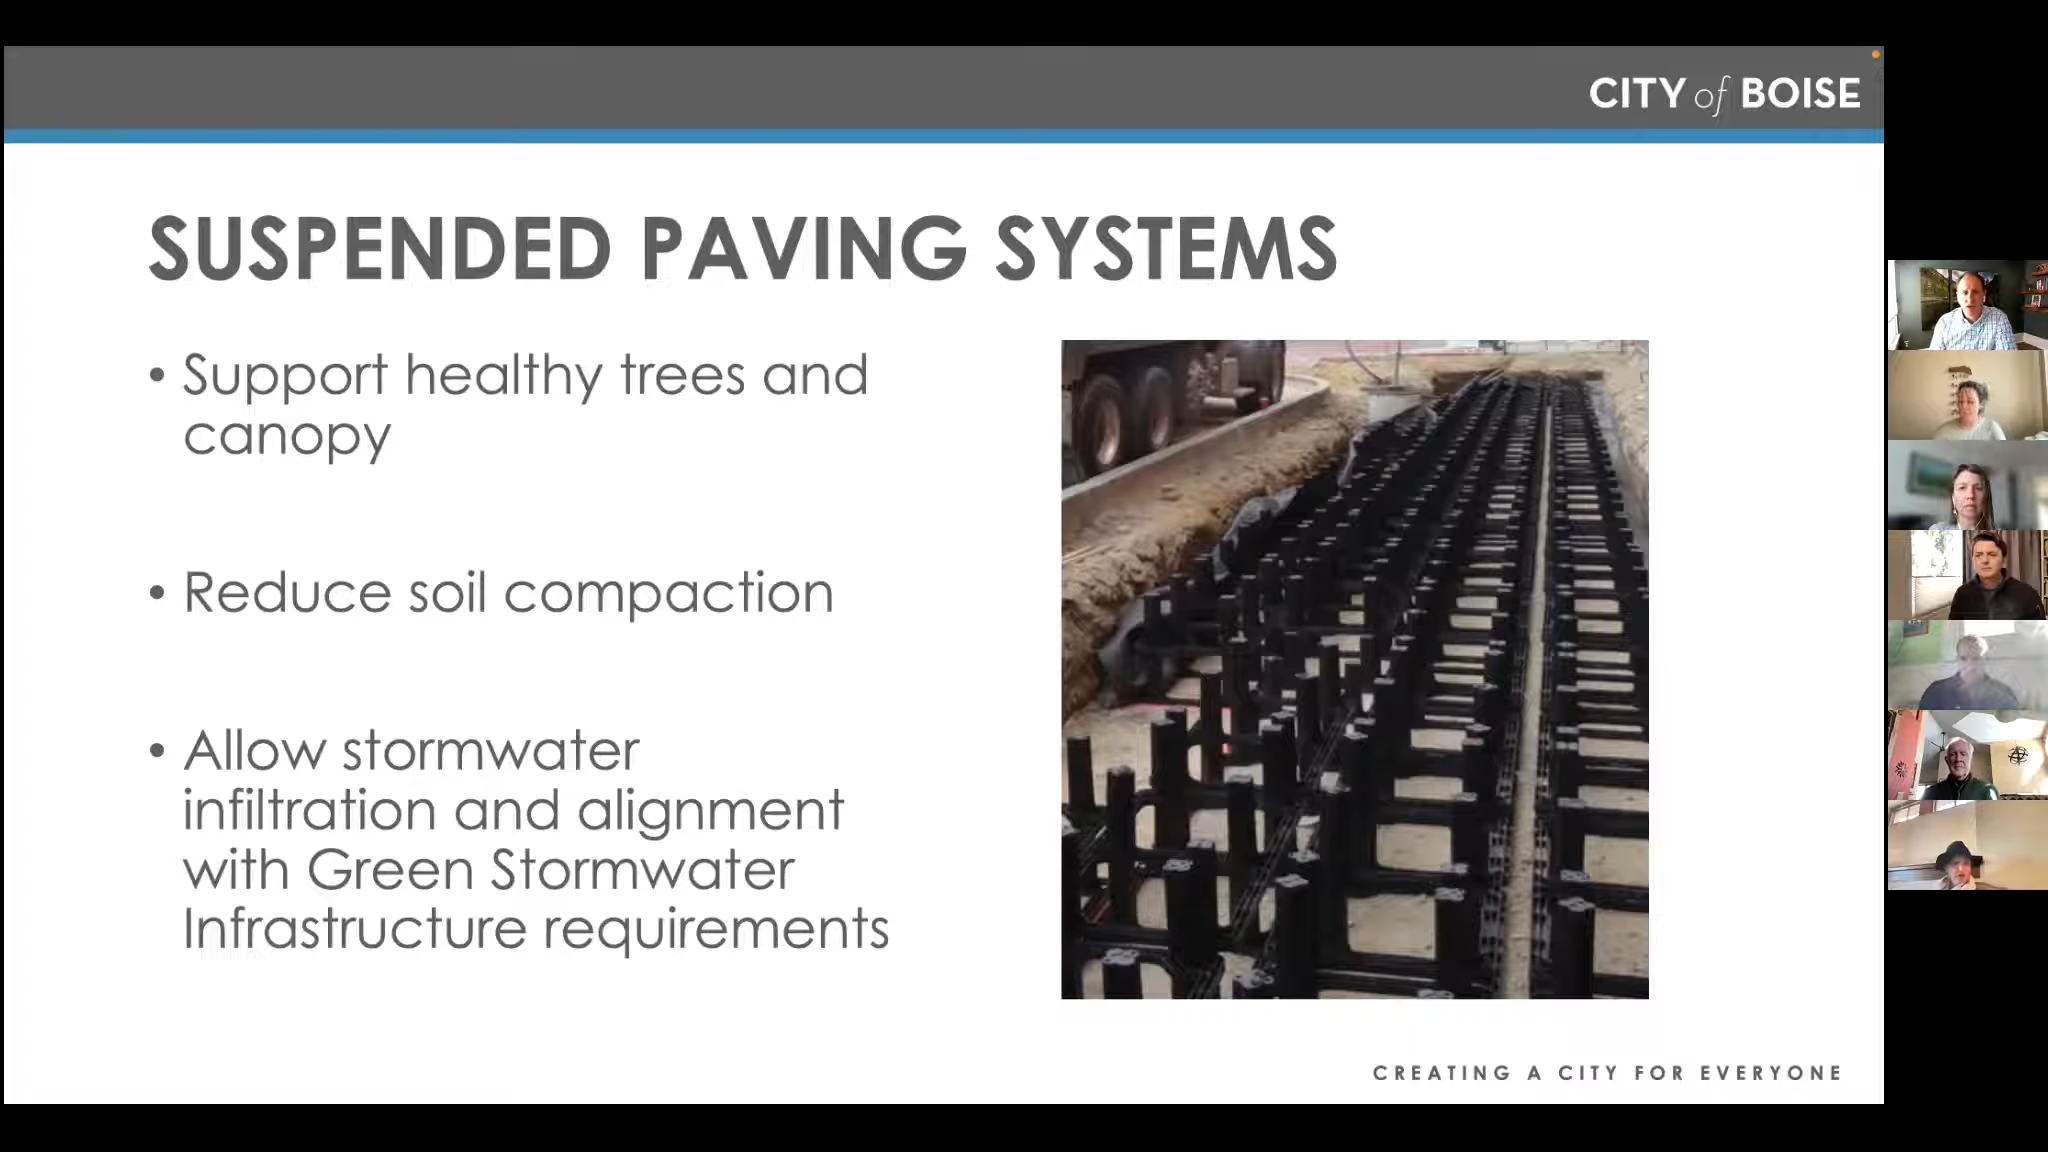 CITY of BOISE
SUSPENDED PAVING SYSTEMS
• Support healthy trees and
canopy
• Reduce soil compaction
• Allow stormwater
infiltration and alignment
with Green Stormwater
Infrastructure requirements
CREATING A CITY FOR EVERYONE